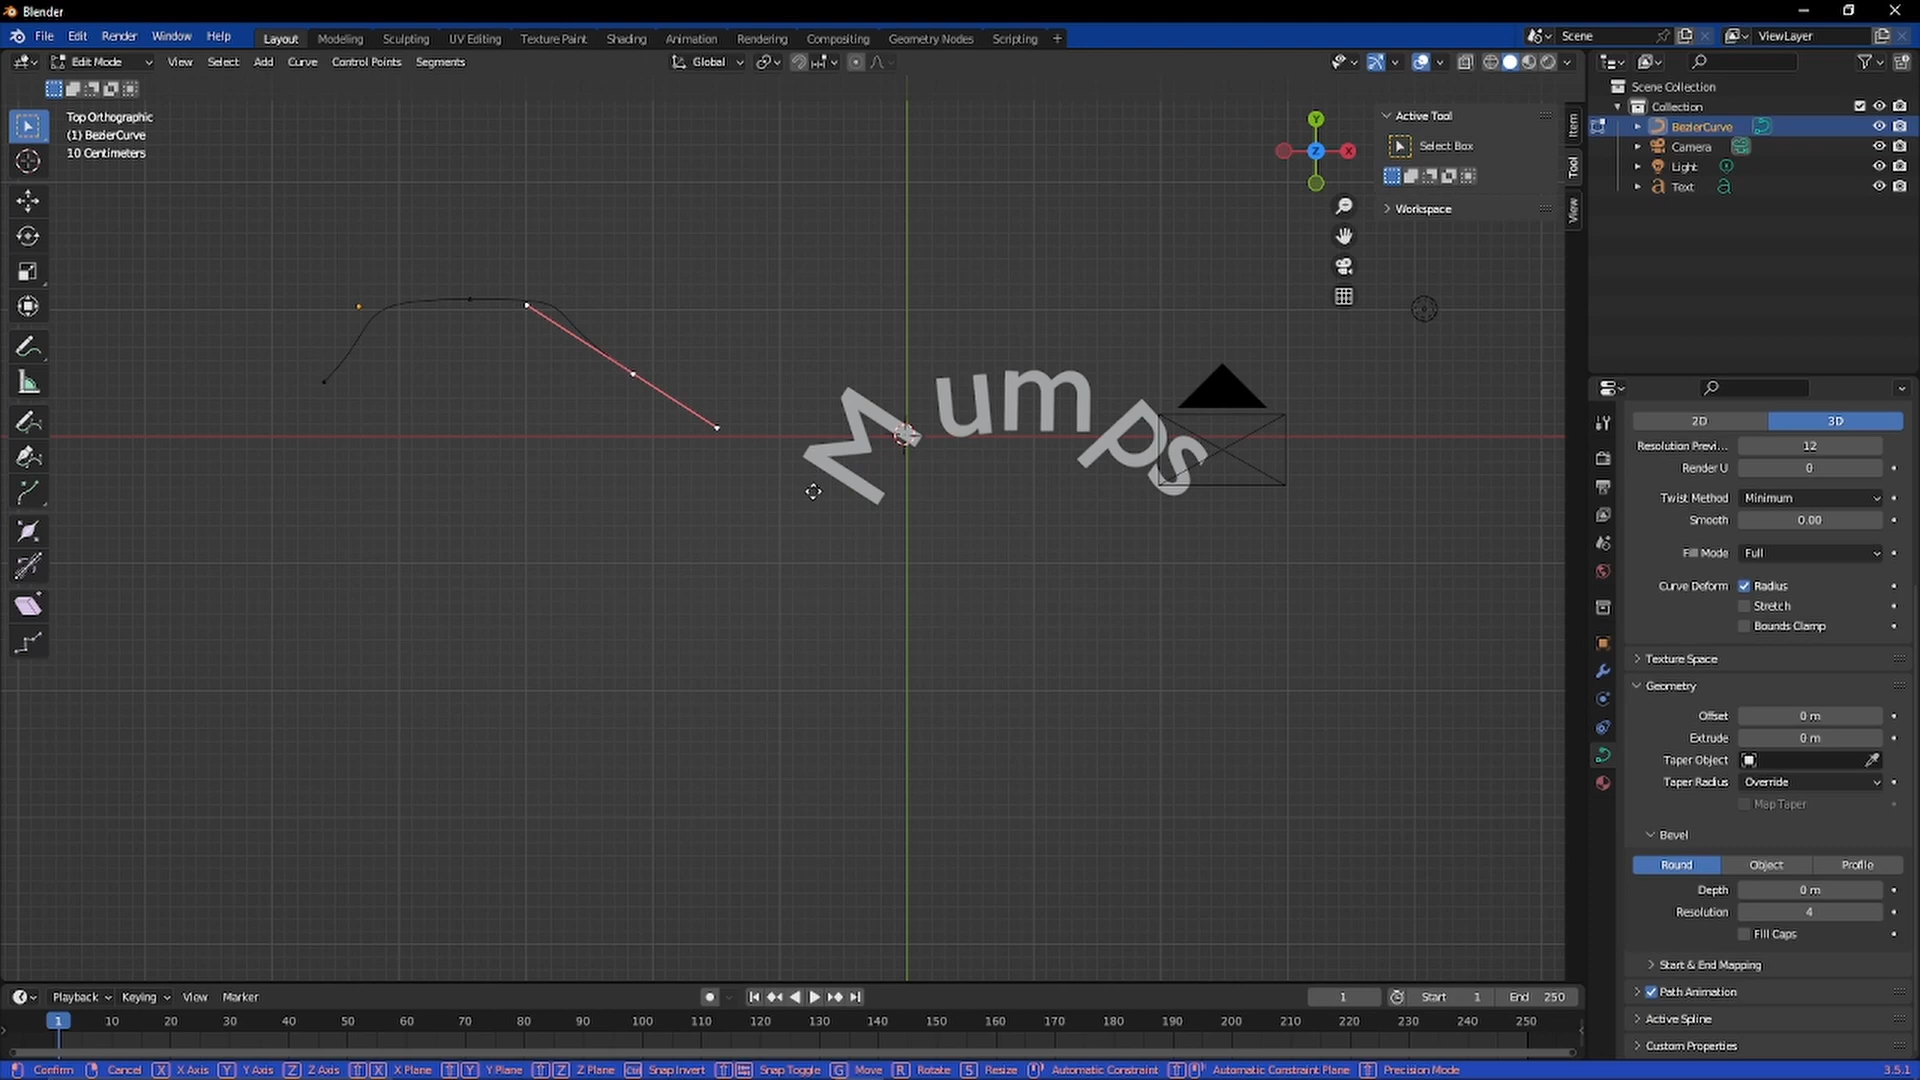 Blender
File Edit Render Window Help Layout Modeling Sculpting UV Editing Texture Paint Shading Animation Rendering Compositing Geometry Nodes Scripting + Scene ViewLayer
Edit Mode View Select Add Curve Control Points Segments Global
Top Orthographic
(1) BezierCurve
10 Centimeters
Y
Z
X
Active Tool
Select Box
Workspace
Item
Tool
View
Scene Collection
Collection
BezierCurve
Camera
Light
Text
Mumps
2D 3D
Resolution Previ... 12
Render U 0
Twist Method Minimum
Smooth 0.00
Fill Mode Full
Curve Deform Radius
Stretch
Bounds Clamp
Texture Space
Geometry
Offset 0 m
Extrude 0 m
Taper Object
Taper Radius Override
Map Taper
Bevel
Round Object Profile
Depth 0 m
Resolution 4
Fill Caps
Start & End Mapping
Path Animation
Active Spline
Custom Properties
Playback Keying View Marker 1 Start 1 End 250
1 10 20 30 40 50 60 70 80 90 100 110 120 130 140 150 160 170 180 190 200 210 220 230 240 250
Confirm Cancel X X Axis Y Y Axis Z Z Axis X X Plane Y Y Plane Z Z Plane Ctrl Snap Invert Snap Toggle G Move R Rotate S Resize Automatic Constraint Automatic Constraint Plane Precision Mode 3.5.1